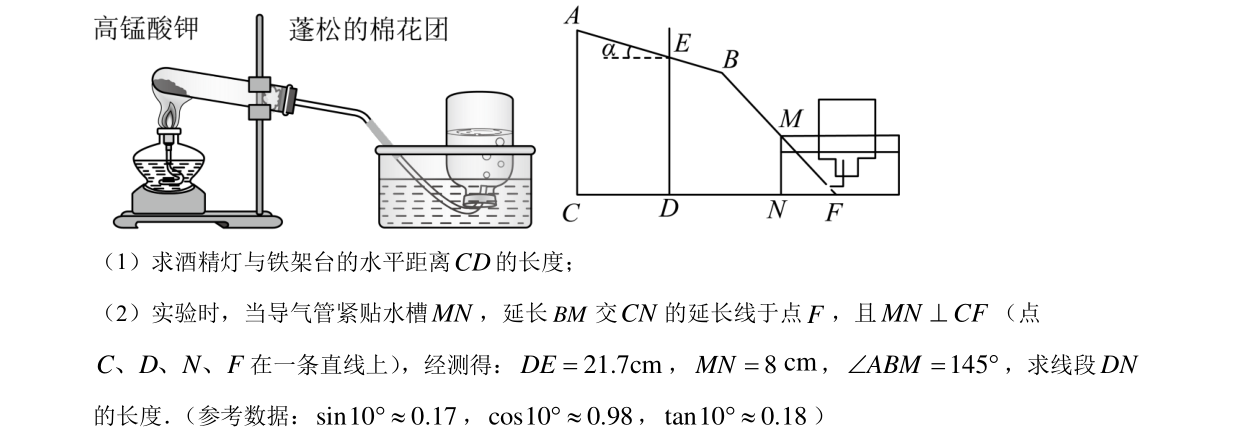 高锰酸钾 蓬松的棉花团
A
α
E
B
M
C
D
N
F
（1）求酒精灯与铁架台的水平距离CD的长度；
（2）实验时，当导气管紧贴水槽MN，延长BM交CN的延长线于点F，且MN⊥CF（点
C、D、N、F在一条直线上），经测得：DE=21.7cm，MN=8 cm，∠ABM=145°，求线段DN
的长度.（参考数据：sin10°≈0.17，cos10°≈0.98，tan10°≈0.18）